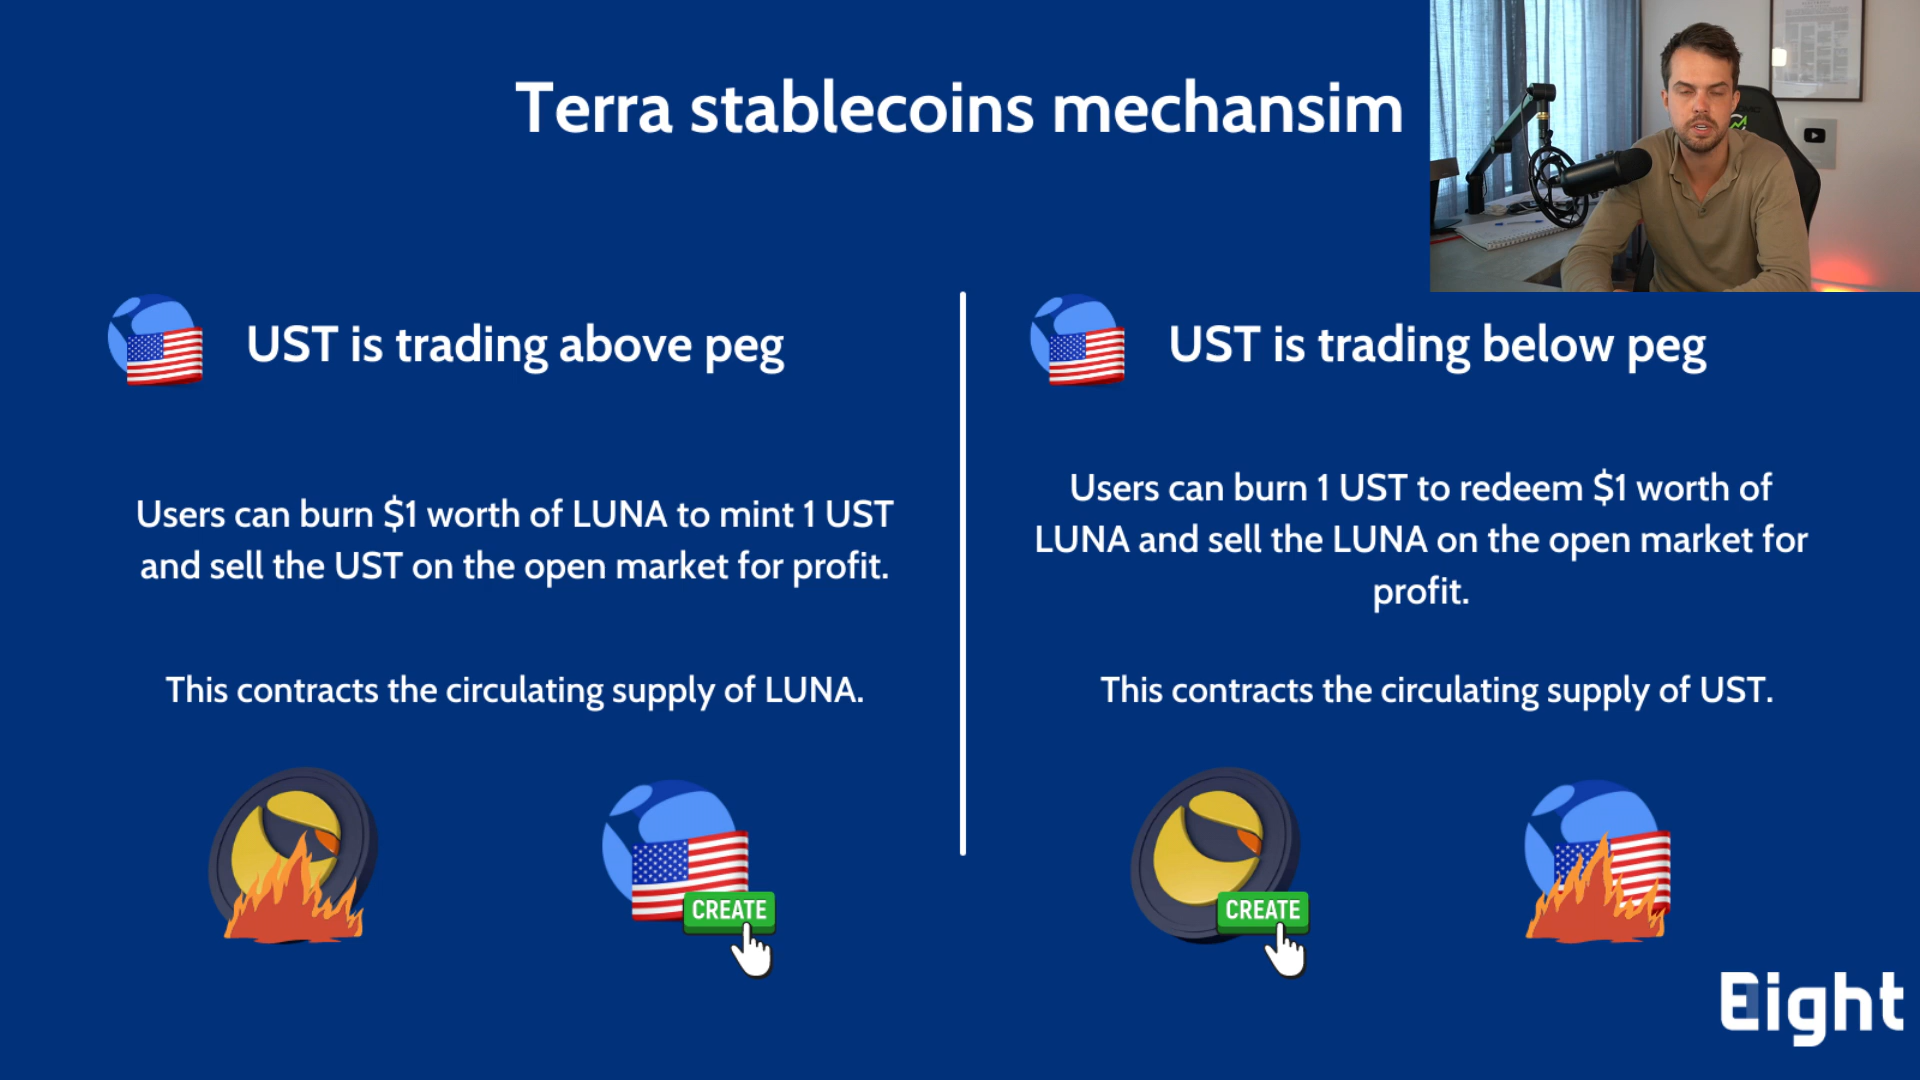 Terra stablecoins mechansim
UST is trading above peg
Users can burn $1 worth of LUNA to mint 1 UST
and sell the UST on the open market for profit.
This contracts the circulating supply of LUNA.
CREATE
UST is trading below peg
Users can burn 1 UST to redeem $1 worth of
LUNA and sell the LUNA on the open market for
profit.
This contracts the circulating supply of UST.
CREATE
Eight